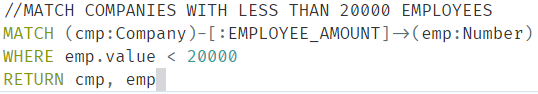 //MATCH COMPANIES WITH LESS THAN 20000 EMPLOYEES
MATCH (cmp:Company)-[:EMPLOYEE_AMOUNT]->(emp:Number)
WHERE emp.value < 20000
RETURN cmp, emp